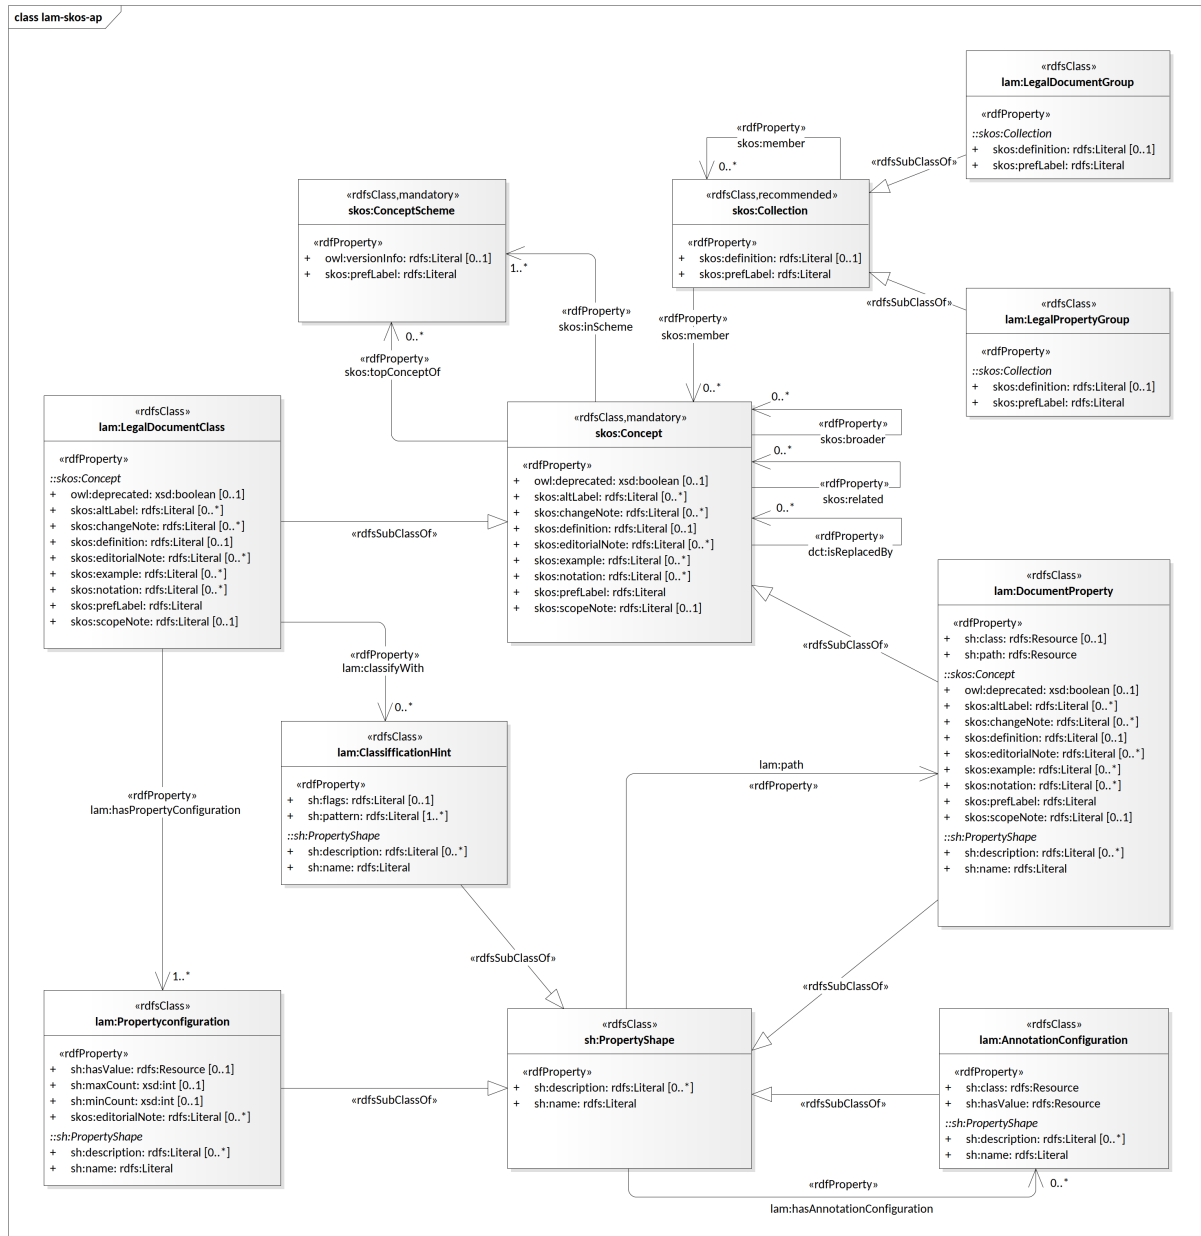 class lam-skos-ap
«rdfsClass»
lam:LegalDocumentGroup
«rdfProperty»
::skos:Collection
+ skos:definition: rdfs:Literal [0..1]
+ skos:prefLabel: rdfs:Literal
«rdfProperty»
skos:member
0..*
«rdfsSubClassOf»
«rdfsClass,mandatory»
skos:ConceptScheme
«rdfProperty»
+ owl:versionInfo: rdfs:Literal [0..1]
+ skos:prefLabel: rdfs:Literal
«rdfsClass,recommended»
skos:Collection
«rdfProperty»
+ skos:definition: rdfs:Literal [0..1]
+ skos:prefLabel: rdfs:Literal
1..*
«rdfsSubClassOf»
«rdfsClass»
lam:LegalPropertyGroup
«rdfProperty»
::skos:Collection
+ skos:definition: rdfs:Literal [0..1]
+ skos:prefLabel: rdfs:Literal
«rdfProperty»
skos:inScheme
«rdfProperty»
skos:member
0..*
0..*
«rdfProperty»
skos:topConceptOf
«rdfsClass»
lam:LegalDocumentClass
«rdfProperty»
::skos:Concept
+ owl:deprecated: xsd:boolean [0..1]
+ skos:altLabel: rdfs:Literal [0..*]
+ skos:changeNote: rdfs:Literal [0..*]
+ skos:definition: rdfs:Literal [0..1]
+ skos:editorialNote: rdfs:Literal [0..*]
+ skos:example: rdfs:Literal [0..*]
+ skos:notation: rdfs:Literal [0..*]
+ skos:prefLabel: rdfs:Literal
+ skos:scopeNote: rdfs:Literal [0..1]
«rdfsSubClassOf»
«rdfsClass,mandatory»
skos:Concept
«rdfProperty»
+ owl:deprecated: xsd:boolean [0..1]
+ skos:altLabel: rdfs:Literal [0..*]
+ skos:changeNote: rdfs:Literal [0..*]
+ skos:definition: rdfs:Literal [0..1]
+ skos:editorialNote: rdfs:Literal [0..*]
+ skos:example: rdfs:Literal [0..*]
+ skos:notation: rdfs:Literal [0..*]
+ skos:prefLabel: rdfs:Literal
+ skos:scopeNote: rdfs:Literal [0..1]
0..*
«rdfProperty»
skos:broader
0..*
«rdfProperty»
skos:related
0..*
«rdfProperty»
dct:isReplacedBy
«rdfsSubClassOf»
«rdfsClass»
lam:DocumentProperty
«rdfProperty»
+ sh:class: rdfs:Resource [0..1]
+ sh:path: rdfs:Resource
::skos:Concept
+ owl:deprecated: xsd:boolean [0..1]
+ skos:altLabel: rdfs:Literal [0..*]
+ skos:changeNote: rdfs:Literal [0..*]
+ skos:definition: rdfs:Literal [0..1]
+ skos:editorialNote: rdfs:Literal [0..*]
+ skos:example: rdfs:Literal [0..*]
+ skos:notation: rdfs:Literal [0..*]
+ skos:prefLabel: rdfs:Literal
+ skos:scopeNote: rdfs:Literal [0..1]
::sh:PropertyShape
+ sh:description: rdfs:Literal [0..*]
+ sh:name: rdfs:Literal
«rdfProperty»
lam:classifyWith
0..*
«rdfsClass»
lam:ClassifficationHint
«rdfProperty»
+ sh:flags: rdfs:Literal [0..1]
+ sh:pattern: rdfs:Literal [1..*]
::sh:PropertyShape
+ sh:description: rdfs:Literal [0..*]
+ sh:name: rdfs:Literal
lam:path
«rdfProperty»
«rdfProperty»
lam:hasPropertyConfiguration
1..*
«rdfsSubClassOf»
«rdfsSubClassOf»
«rdfsClass»
lam:Propertyconfiguration
«rdfProperty»
+ sh:hasValue: rdfs:Resource [0..1]
+ sh:maxCount: xsd:int [0..1]
+ sh:minCount: xsd:int [0..1]
+ skos:editorialNote: rdfs:Literal [0..*]
::sh:PropertyShape
+ sh:description: rdfs:Literal [0..*]
+ sh:name: rdfs:Literal
«rdfsSubClassOf»
«rdfsClass»
sh:PropertyShape
«rdfProperty»
+ sh:description: rdfs:Literal [0..*]
+ sh:name: rdfs:Literal
«rdfsSubClassOf»
«rdfsClass»
lam:AnnotationConfiguration
«rdfProperty»
+ sh:class: rdfs:Resource
+ sh:hasValue: rdfs:Resource
::sh:PropertyShape
+ sh:description: rdfs:Literal [0..*]
+ sh:name: rdfs:Literal
«rdfProperty»
0..*
lam:hasAnnotationConfiguration